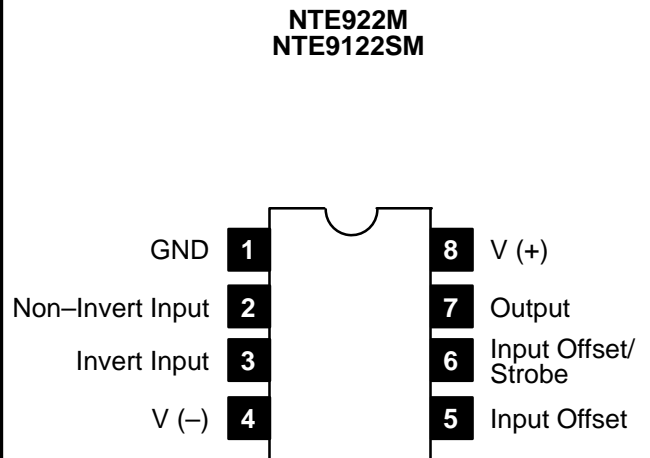 NTE922M
NTE9122SM
GND 1 8 V (+)
Non–Invert Input 2 7 Output
Invert Input 3 6 Input Offset/
Strobe
V (–) 4 5 Input Offset